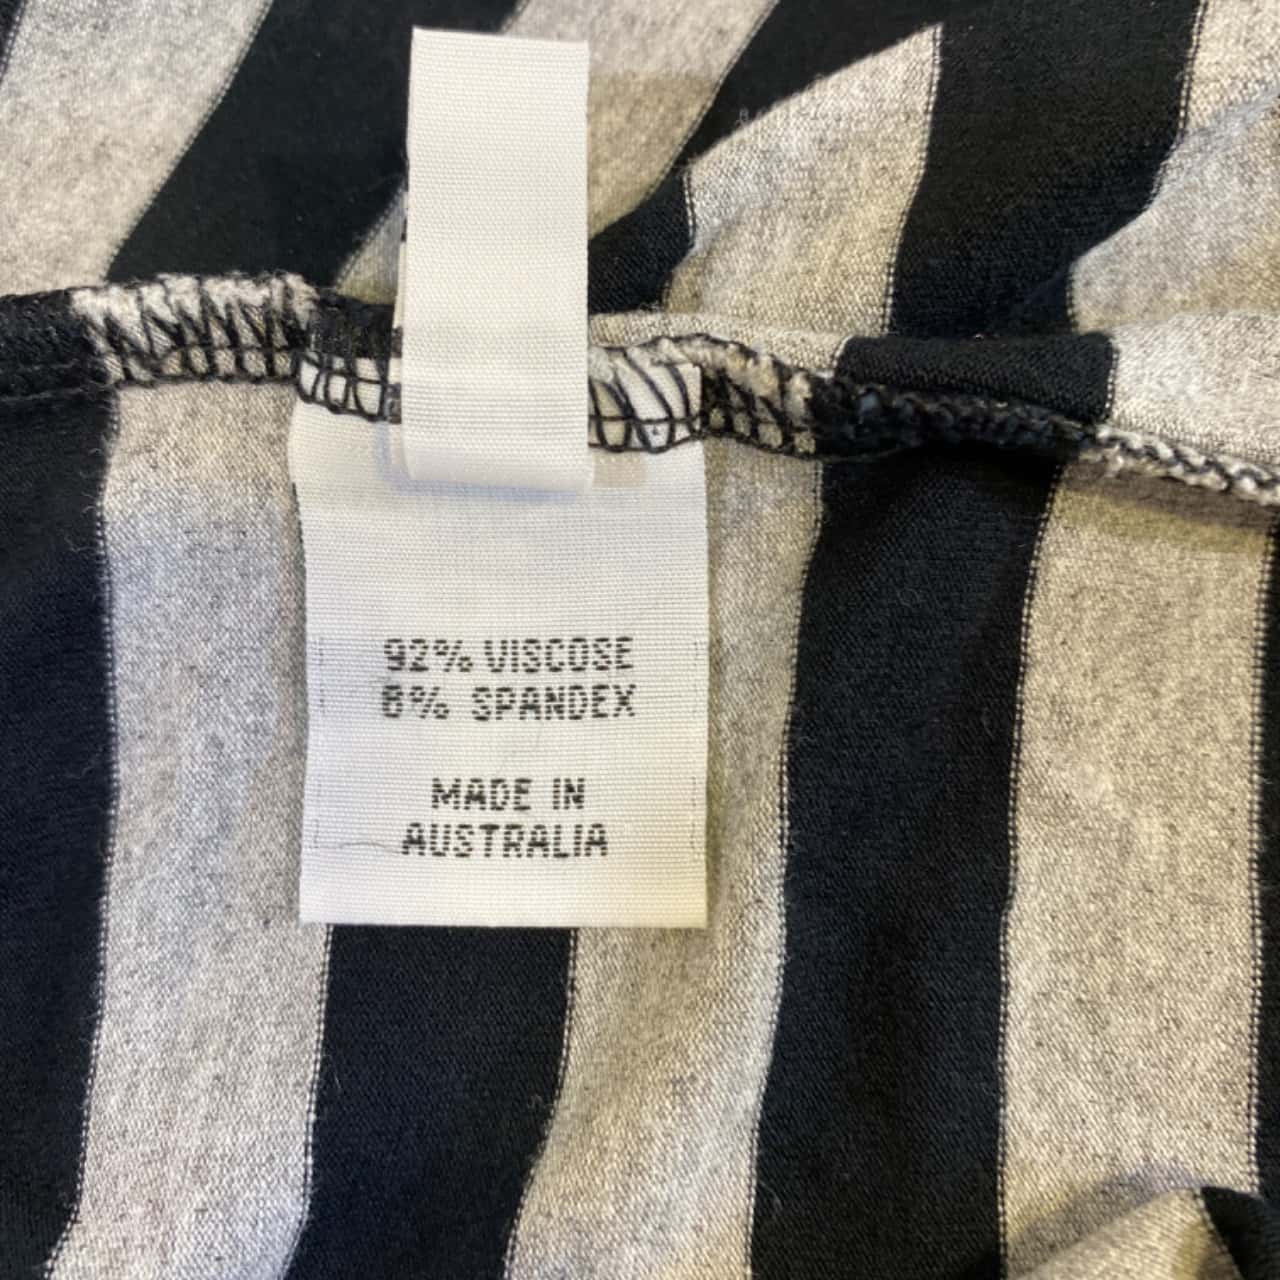 92% VISCOSE
8% SPANDEX
MADE IN
AUSTRALIA